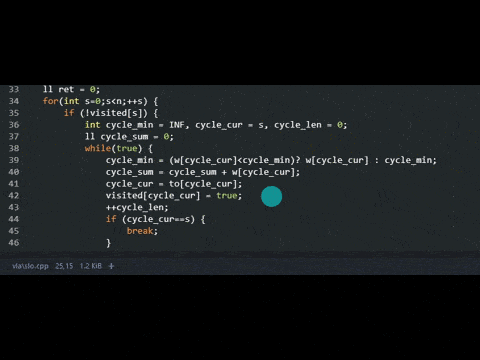 33 ll ret = 0;
34 for(int s=0;s<n;++s) {
35 if (!visited[s]) {
36 int cycle_min = INF, cycle_cur = s, cycle_len = 0;
37 ll cycle_sum = 0;
38 while(true) {
39 cycle_min = (w[cycle_cur]<cycle_min)? w[cycle_cur] : cycle_min;
40 cycle_sum = cycle_sum + w[cycle_cur];
41 cycle_cur = to[cycle_cur];
42 visited[cycle_cur] = true;
43 ++cycle_len;
44 if (cycle_cur==s) {
45 break;
46 }
vla\slo.cpp 25,15 1.2 KiB +